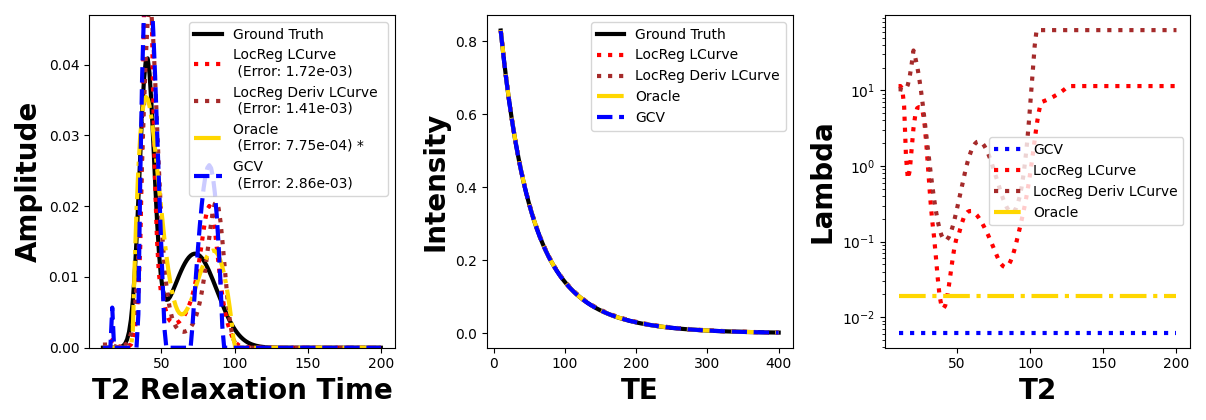 Amplitude
0.04
0.03
0.02
0.01
0.00
50
100
150
200
T2 Relaxation Time
Ground Truth
LocReg LCurve
(Error: 1.72e-03)
LocReg Deriv LCurve
(Error: 1.41e-03)
Oracle
(Error: 7.75e-04) *
GCV
(Error: 2.86e-03)
Intensity
0.8
0.6
0.4
0.2
0.0
0
100
200
300
400
TE
Ground Truth
LocReg LCurve
LocReg Deriv LCurve
Oracle
GCV
Lambda
10¹
10⁰
10⁻¹
10⁻²
50
100
150
200
T2
GCV
LocReg LCurve
LocReg Deriv LCurve
Oracle